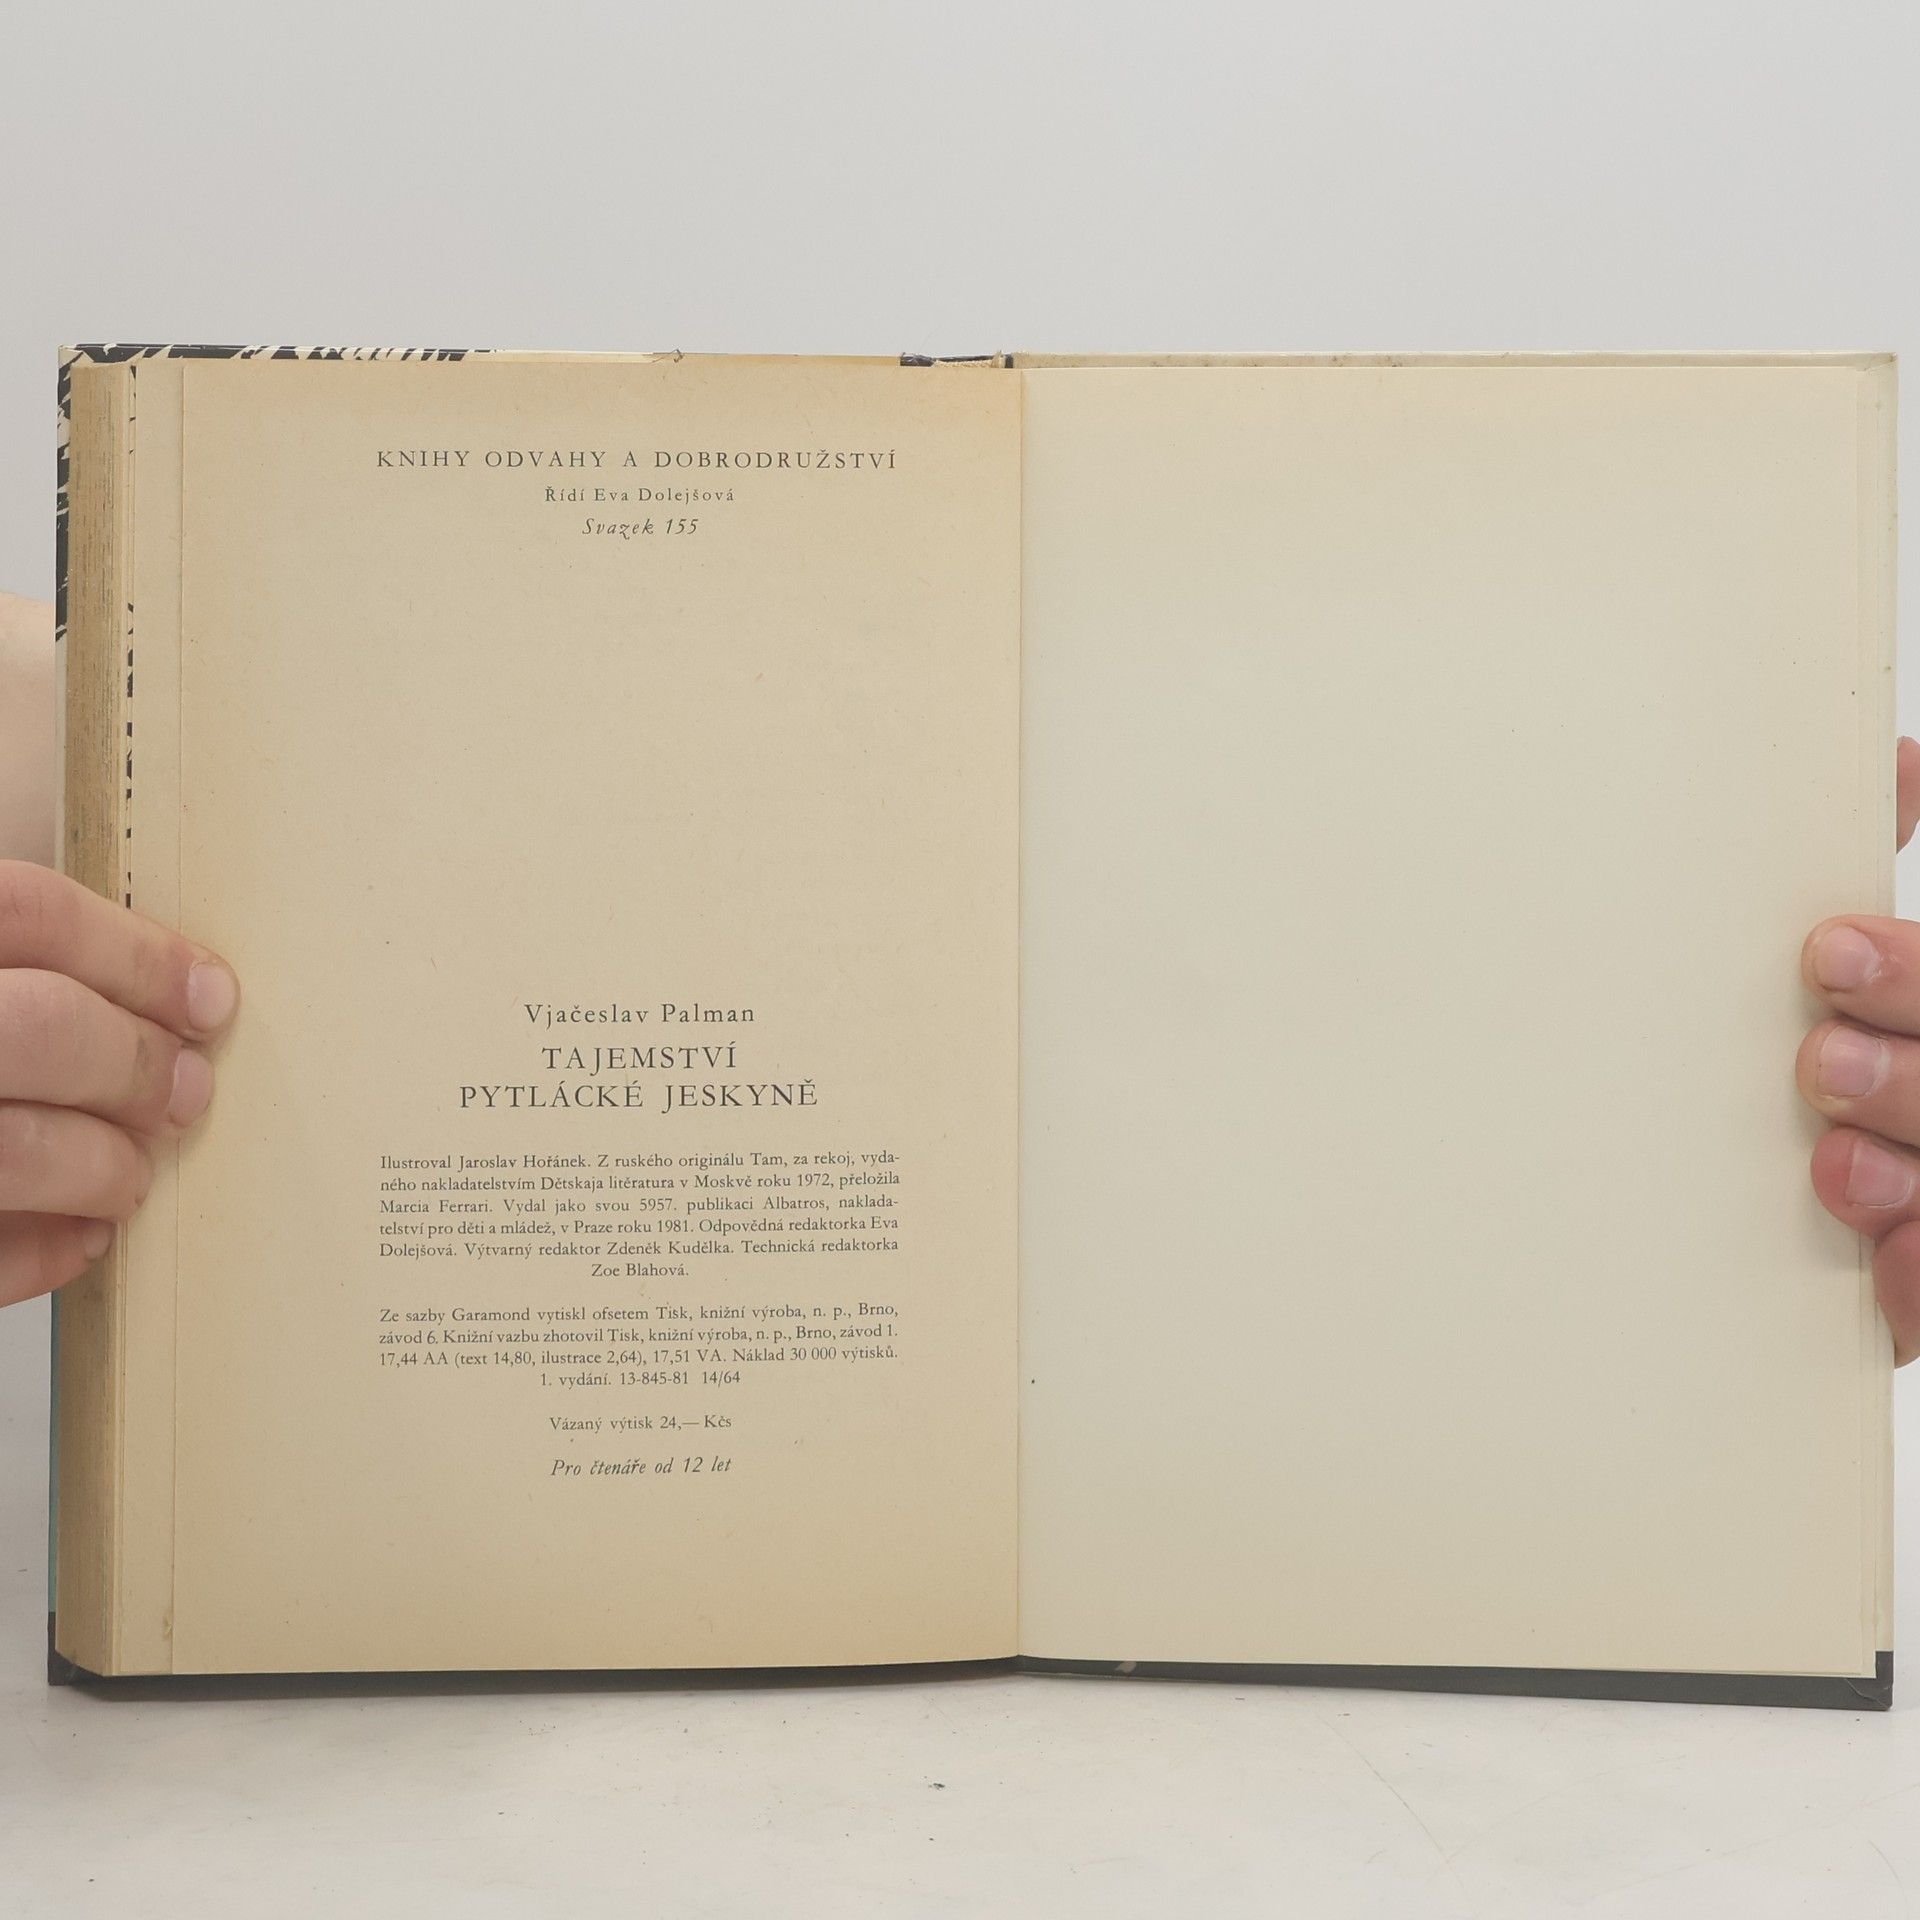 KNIHY ODVAHY A DOBRODRUŽSTVÍ
Řídí Eva Dolejšová
Svazek 155
Vjačeslav Palman
TAJEMSTVÍ
PYTLÁCKÉ JESKYNĚ
Ilustroval Jaroslav Hořánek. Z ruského originálu Tam, za rekoj, vyda-
ného nakladatelstvím Dětskaja litěratura v Moskvě roku 1972, přeložila
Marcia Ferrari. Vydal jako svou 5957. publikaci Albatros, naklada-
telství pro děti a mládež, v Praze roku 1981. Odpovědná redaktorka Eva
Dolejšová. Výtvarný redaktor Zdeněk Kudělka. Technická redaktorka
Zoe Blahová.
Ze sazby Garamond vytiskl ofsetem Tisk, knižní výroba, n. p., Brno,
závod 6. Knižní vazbu zhotovil Tisk, knižní výroba, n. p., Brno, závod 1.
17,44 AA (text 14,80, ilustrace 2,64), 17,51 VA. Náklad 30 000 výtisků.
1. vydání. 13-845-81 14/64
Vázaný výtisk 24,— Kčs
Pro čtenáře od 12 let